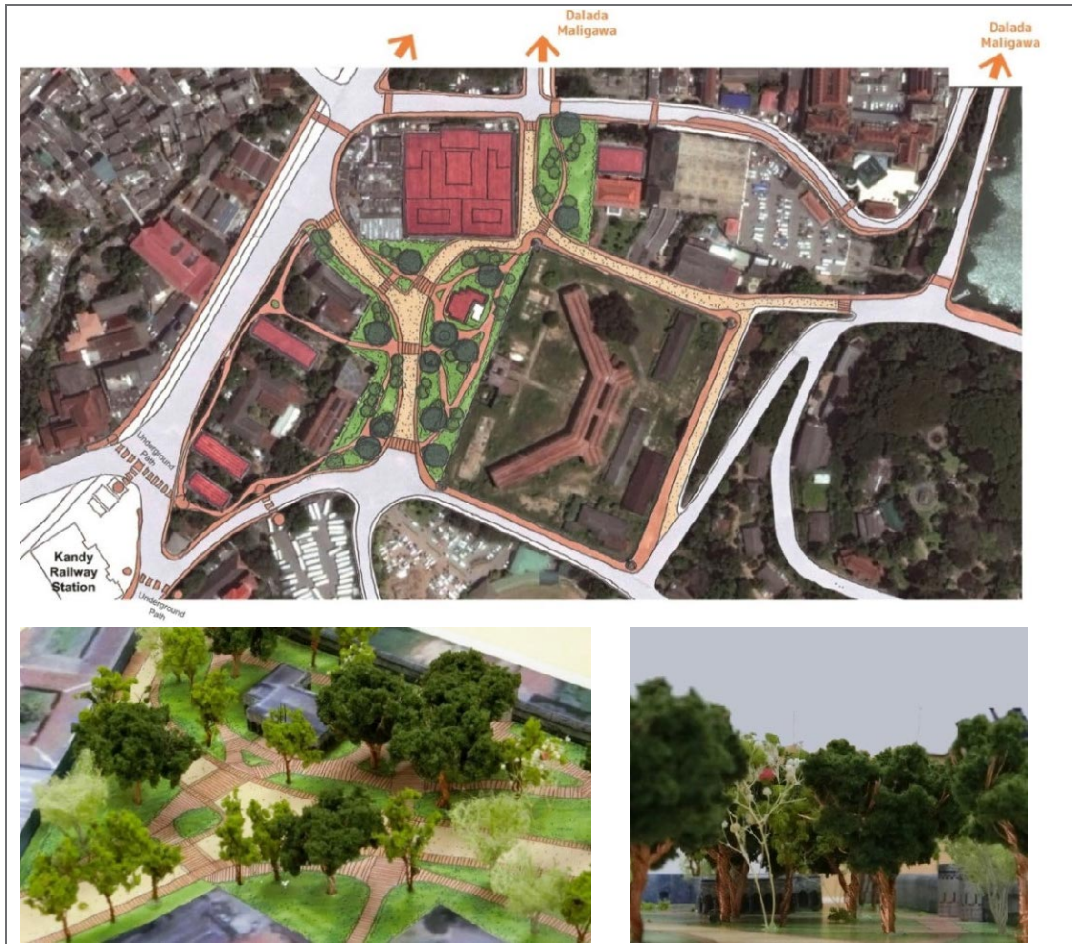 Dalada
Maligawa
Dalada
Maligawa
Underground
Path
Kandy
Railway
Station
Underground
Path